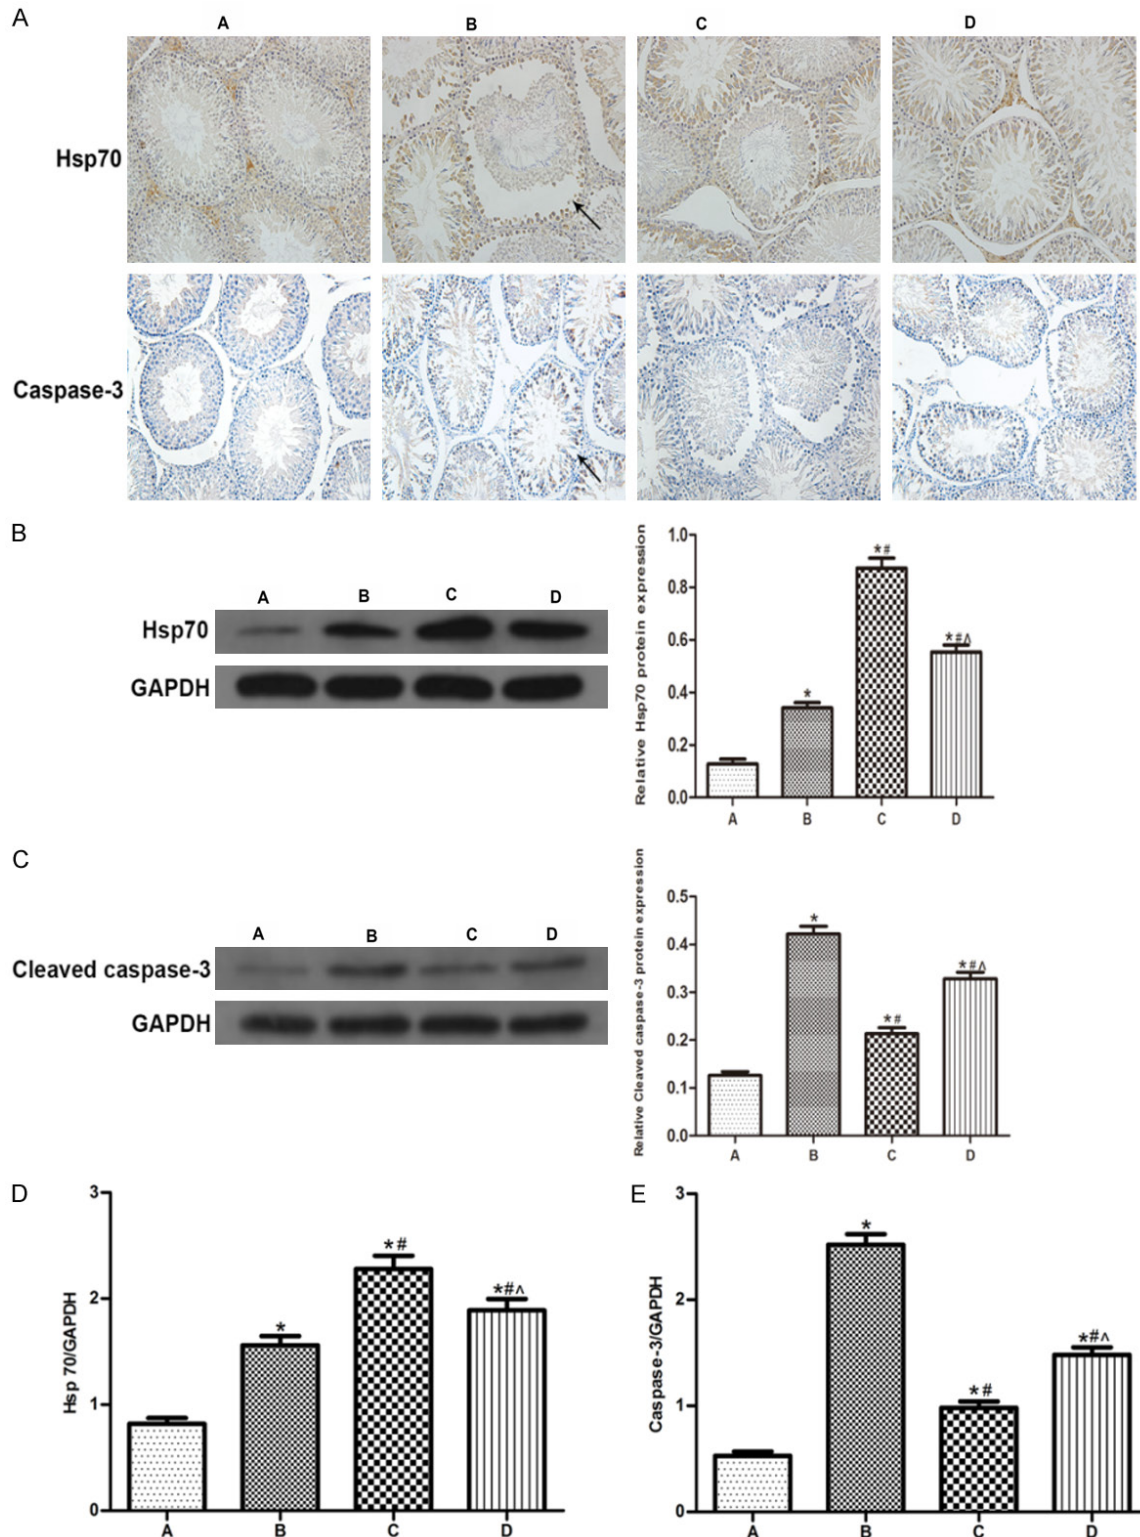 A
A B C D
Hsp70
Caspase-3
B
A B C D
Hsp70
GAPDH
Relative Hsp70 protein expression
1.0
0.8
0.6
0.4
0.2
0.0
*
*#
*#^
A B C D
C
A B C D
Cleaved caspase-3
GAPDH
Relative Cleaved caspase-3 protein expression
0.5
0.4
0.3
0.2
0.1
0.0
*
*#
*#^
A B C D
D
Hsp 70/GAPDH
3
2
1
0
*
*#
*#^
A B C D
E
Caspase-3/GAPDH
3
2
1
0
*
*#
*#^
A B C D